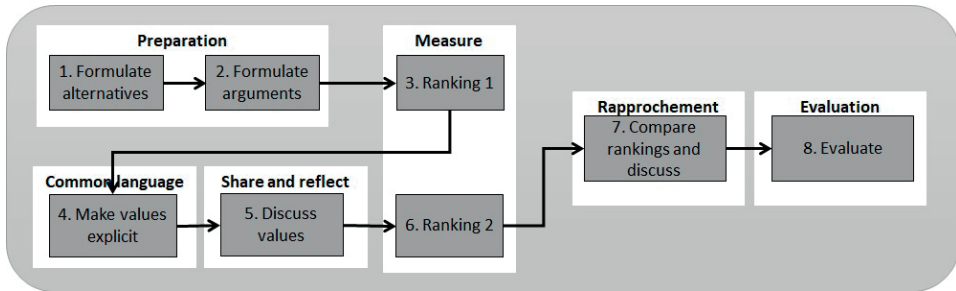 Preparation
1. Formulate
alternatives
2. Formulate
arguments
Measure
3. Ranking 1
Common language
4. Make values
explicit
Share and reflect
5. Discuss
values
6. Ranking 2
Rapprochement
7. Compare
rankings and
discuss
Evaluation
8. Evaluate